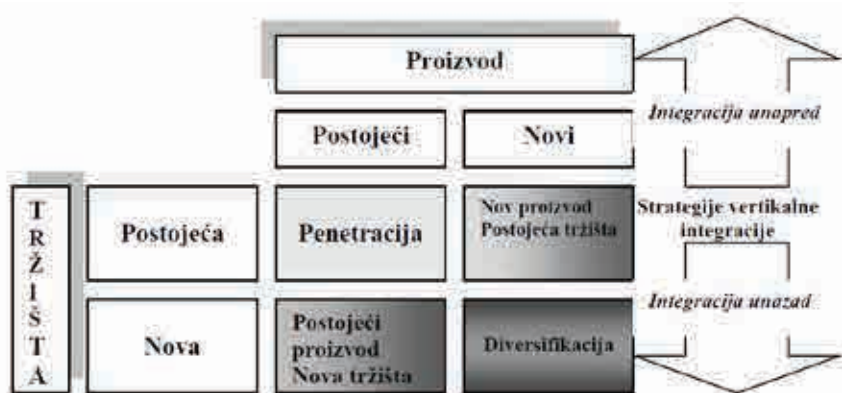 Proizvod
Postojeći
Novi
Integracija unapred
TRŽIŠTA
Postojeća
Penetracija
Nov proizvod
Postojeća tržišta
Strategije vertikalne
integracije
Nova
Postojeći
proizvod
Nova tržišta
Diversifikacija
Integracija unazad